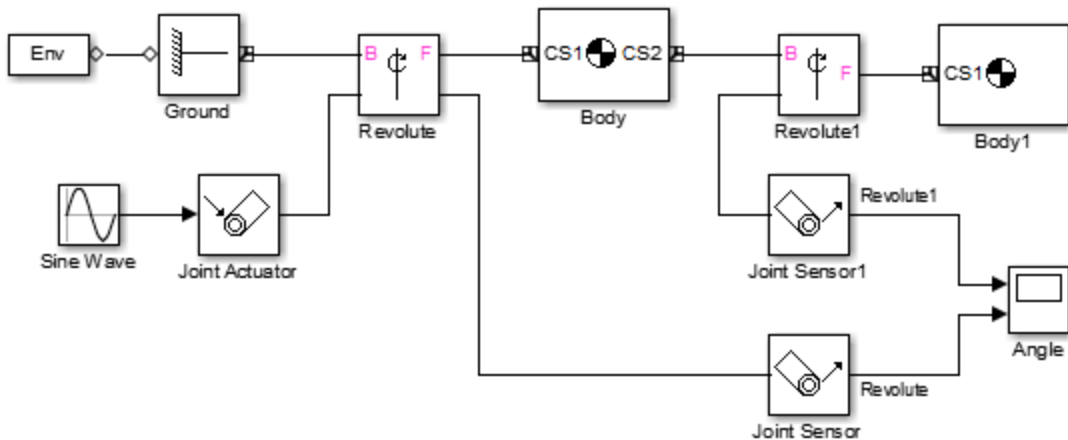 Env
Ground
B
F
Revolute
CS1
CS2
Body
B
F
Revolute1
CS1
Body1
Sine Wave
Joint Actuator
Revolute1
Joint Sensor1
Angle
Revolute
Joint Sensor